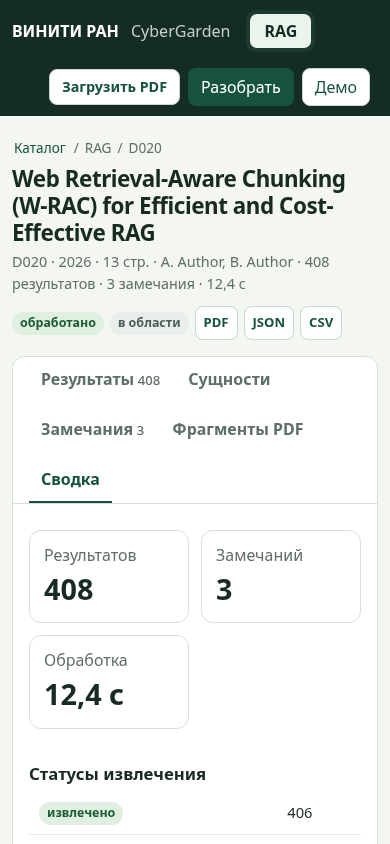 ВИНИТИ РАН CyberGarden RAG
Загрузить PDF Разобрать Демо
Каталог / RAG / D020
Web Retrieval-Aware Chunking
(W-RAC) for Efficient and Cost-
Effective RAG
D020 · 2026 · 13 стр. · A. Author, B. Author · 408
результатов · 3 замечания · 12,4 с
обработано в области PDF JSON CSV
Результаты 408 Сущности
Замечания 3 Фрагменты PDF
Сводка
Результатов Замечаний
408 3
Обработка
12,4 с
Статусы извлечения
извлечено 406